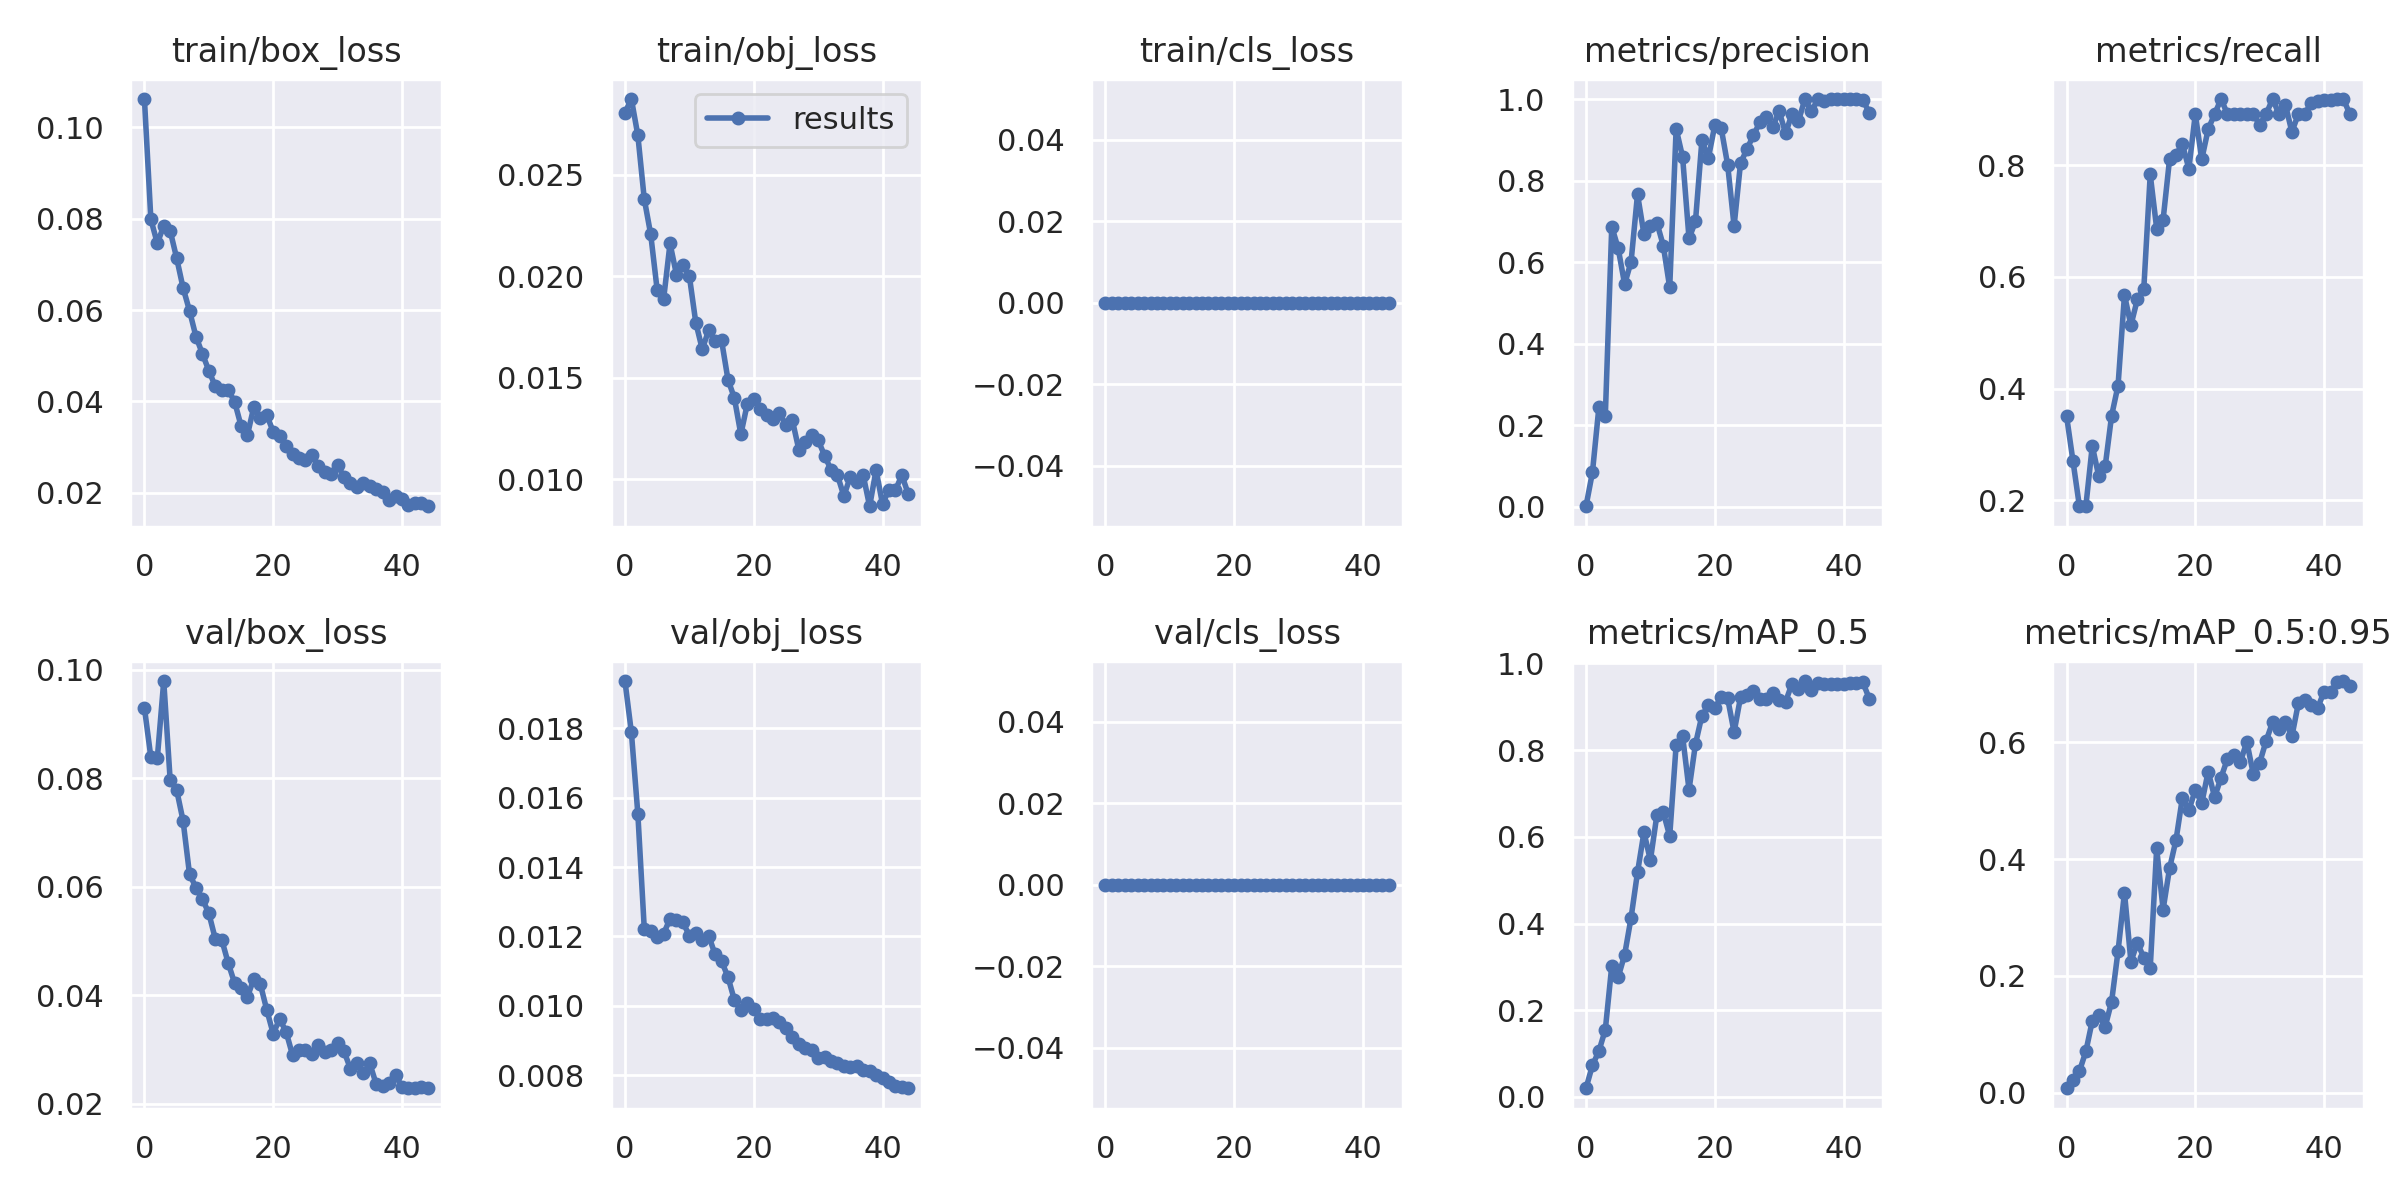 train/box_loss
0.10
0.08
0.06
0.04
0.02
0 20 40
train/obj_loss
results
0.025
0.020
0.015
0.010
0 20 40
train/cls_loss
0.04
0.02
0.00
−0.02
−0.04
0 20 40
metrics/precision
1.0
0.8
0.6
0.4
0.2
0.0
0 20 40
metrics/recall
0.8
0.6
0.4
0.2
0 20 40
val/box_loss
0.10
0.08
0.06
0.04
0.02
0 20 40
val/obj_loss
0.018
0.016
0.014
0.012
0.010
0.008
0 20 40
val/cls_loss
0.04
0.02
0.00
−0.02
−0.04
0 20 40
metrics/mAP_0.5
1.0
0.8
0.6
0.4
0.2
0.0
0 20 40
metrics/mAP_0.5:0.95
0.6
0.4
0.2
0.0
0 20 40